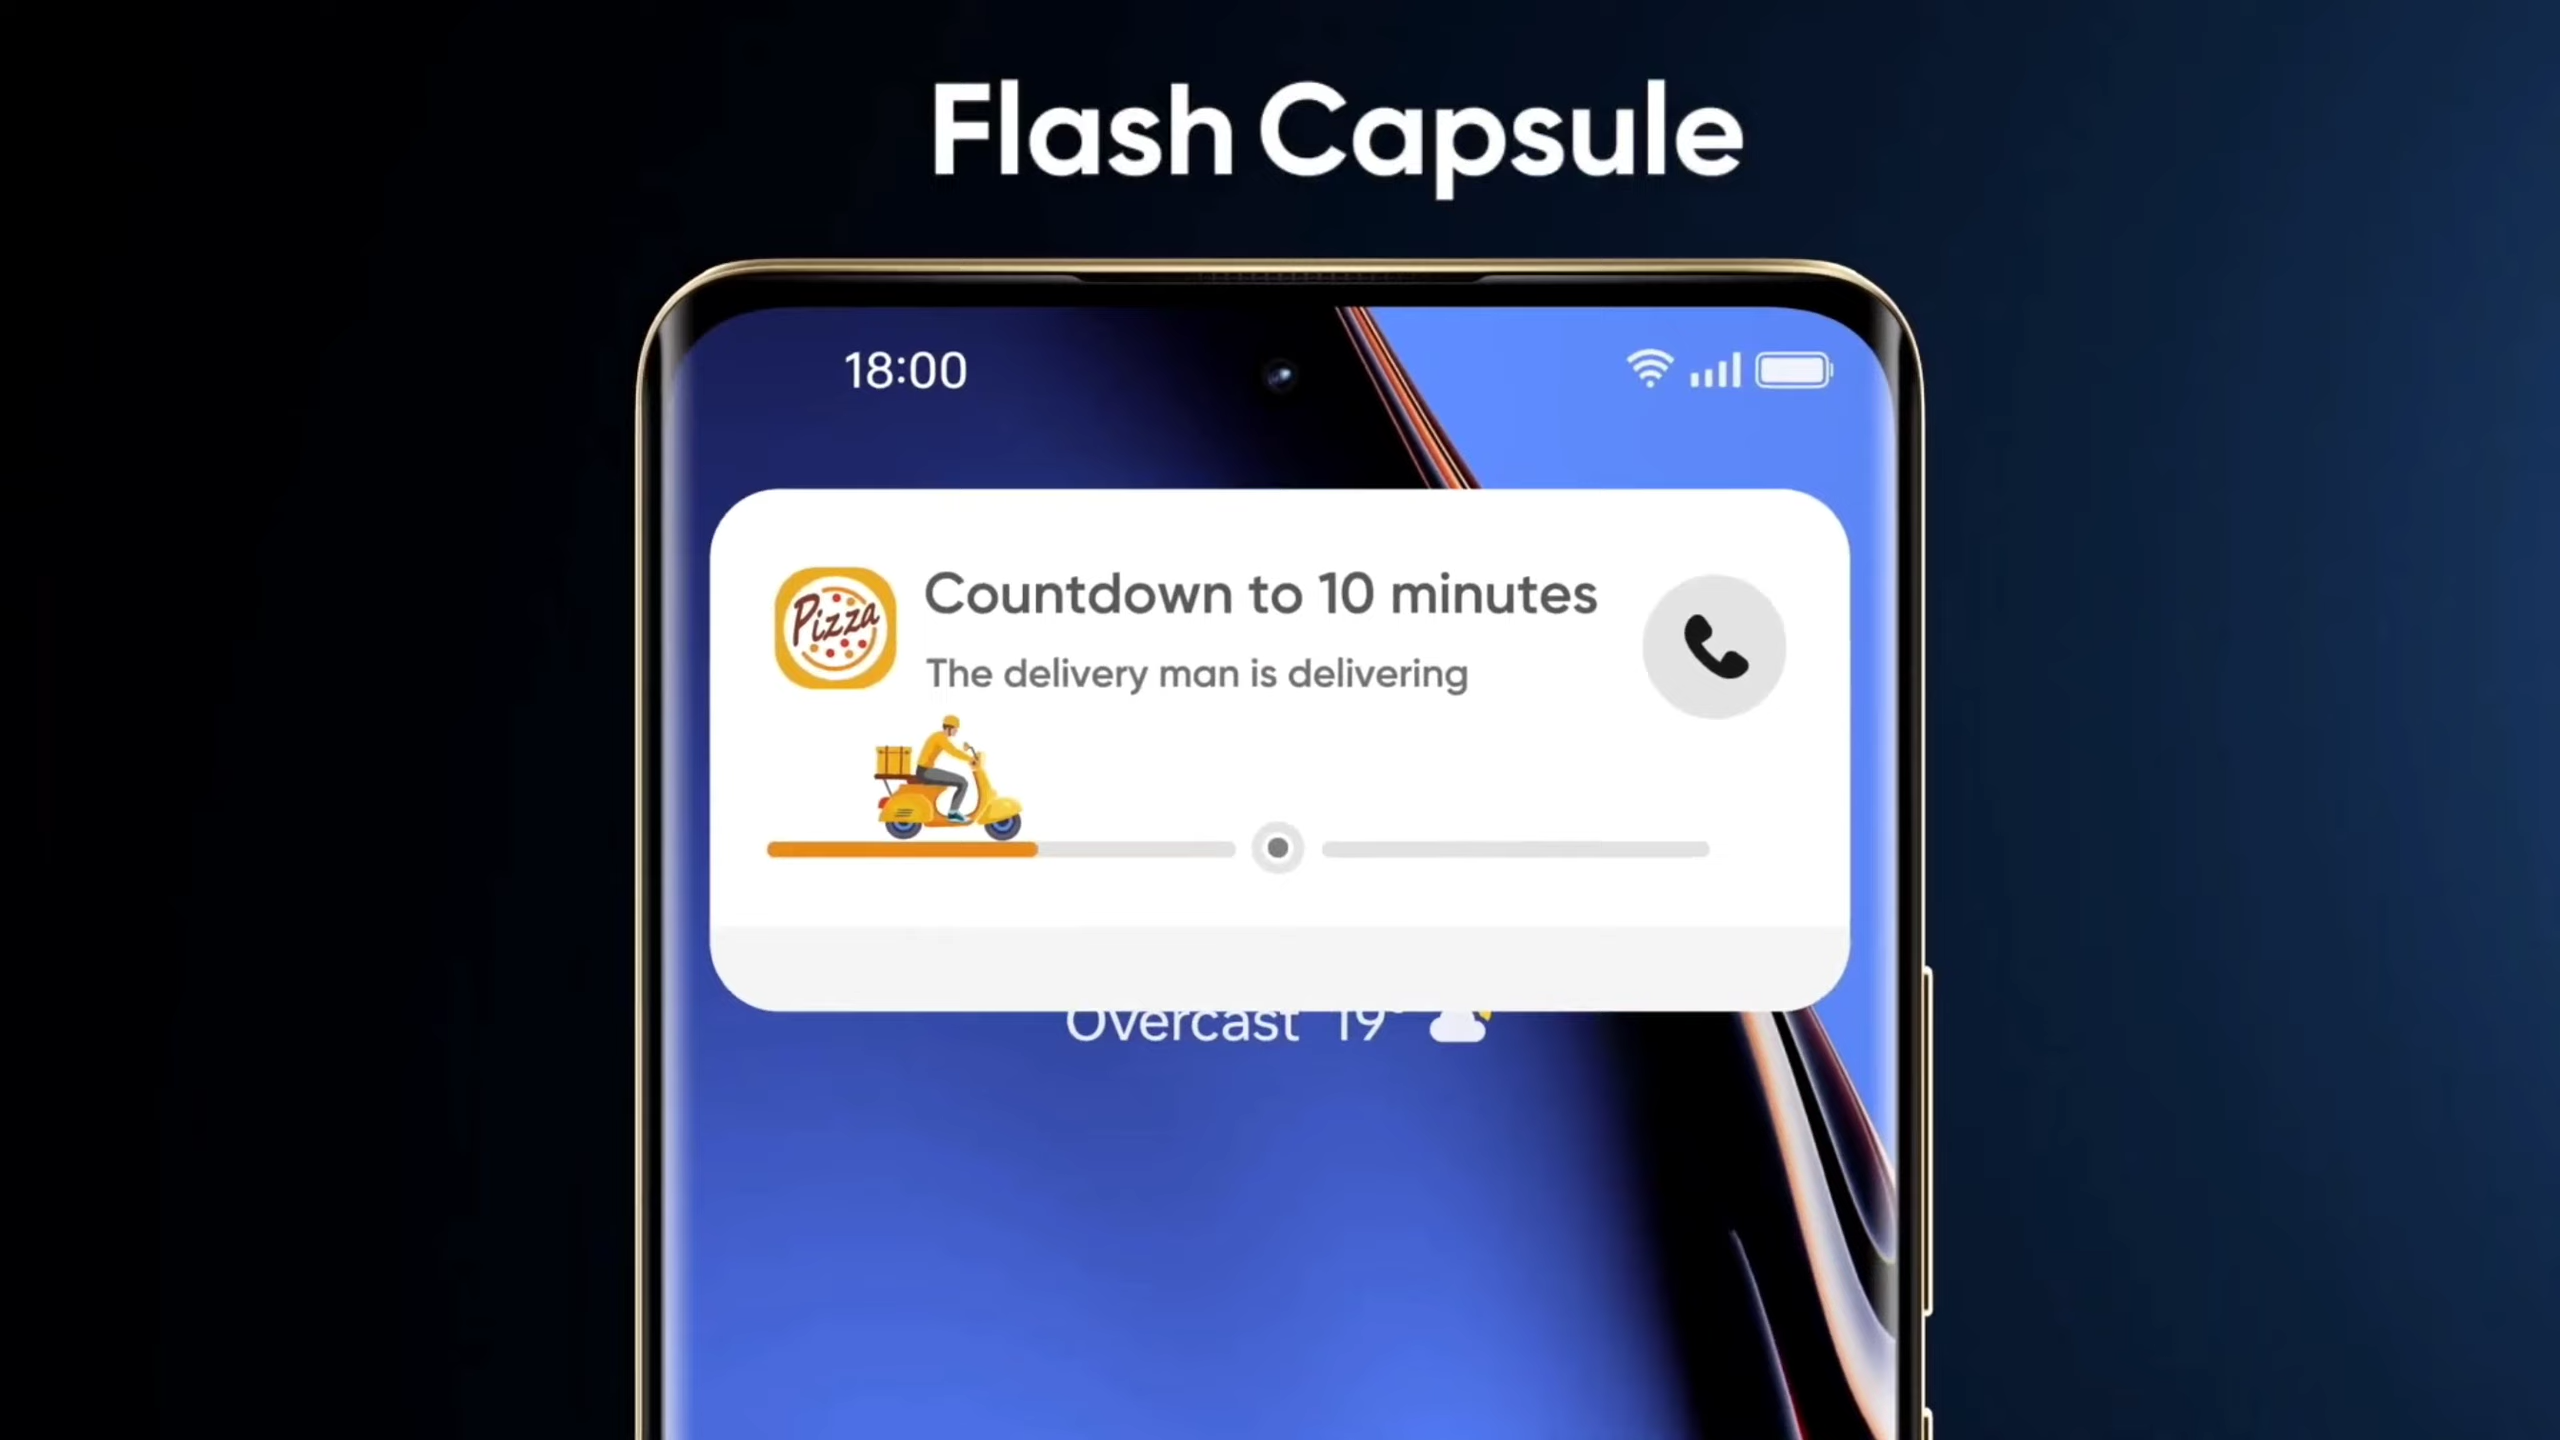 Flash Capsule
18:00
Pizza
Countdown to 10 minutes
The delivery man is delivering
Overcast 19°